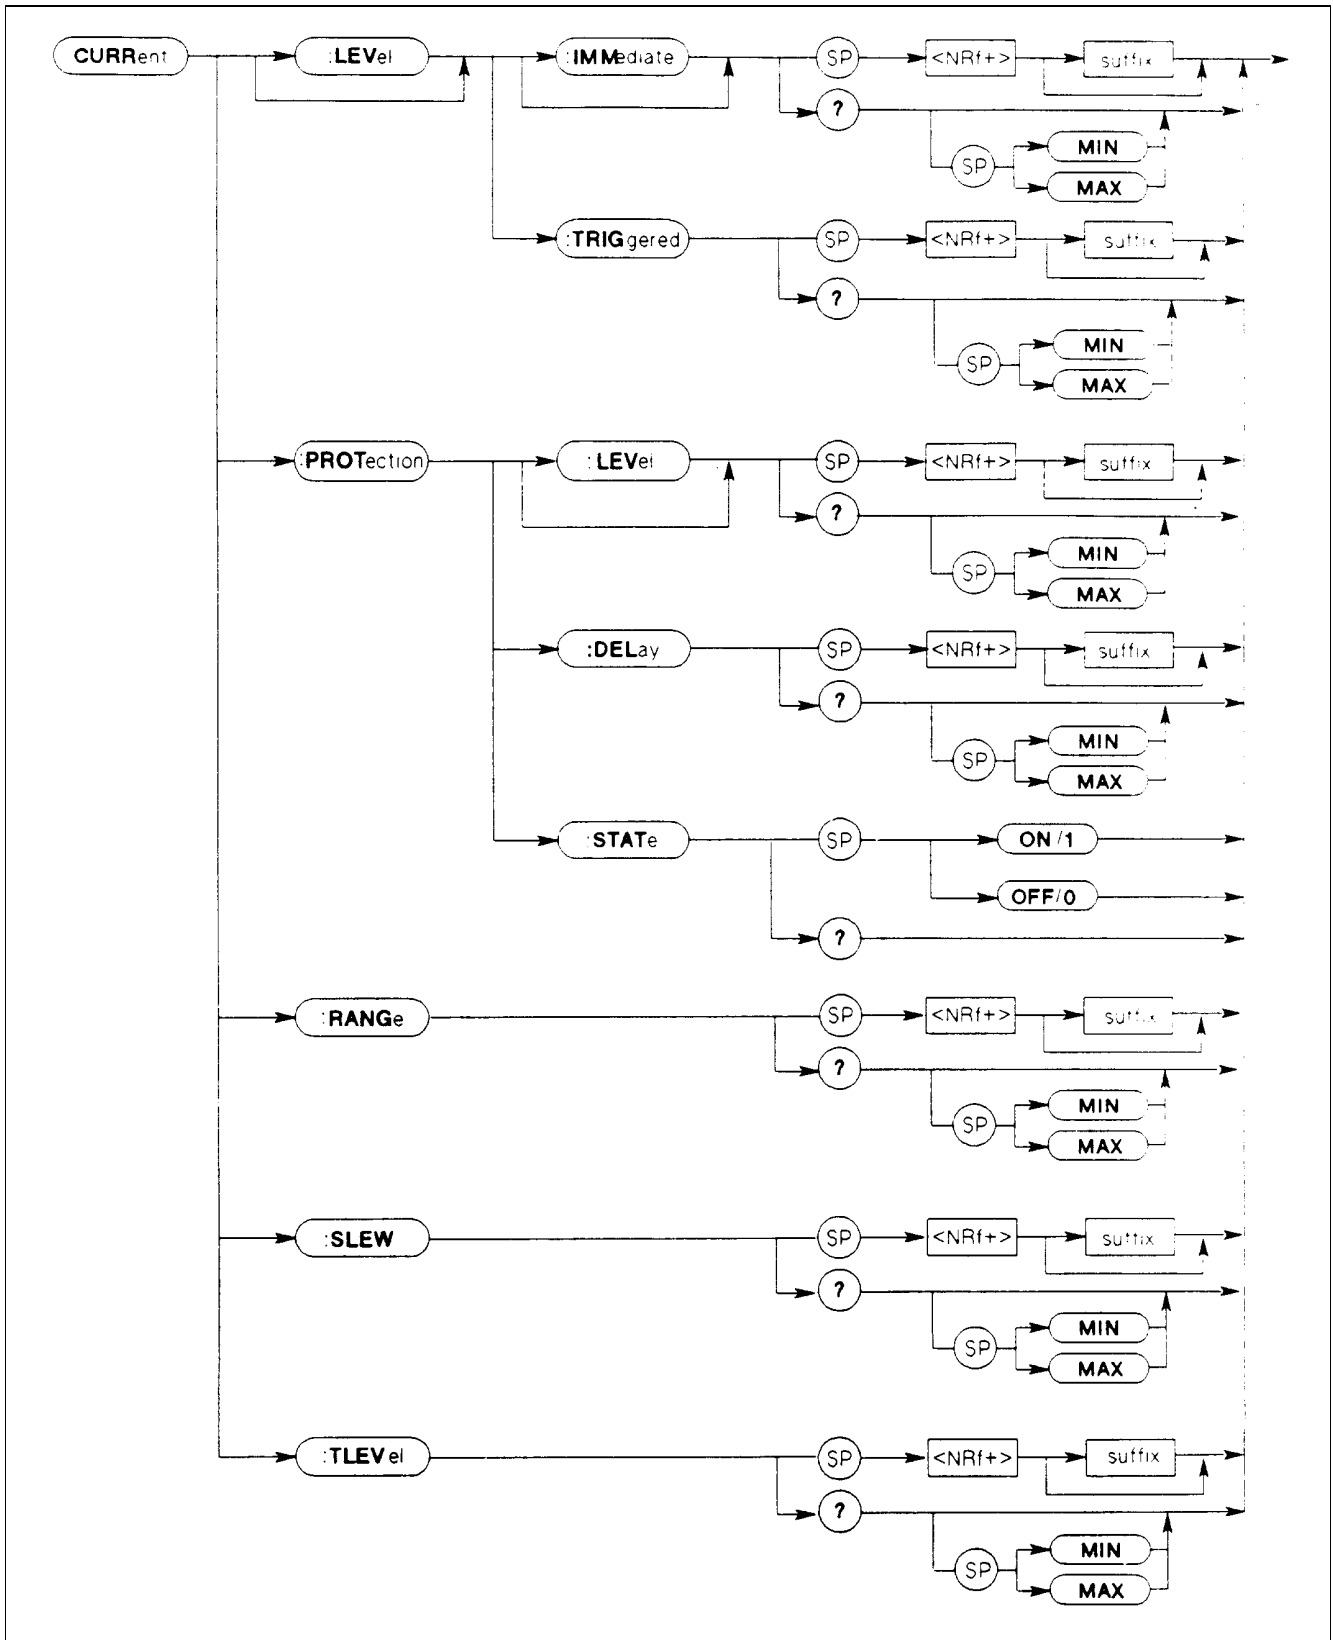 CURRent :LEVel :IMMediate SP <NRf+> suffix
?
SP MIN
MAX
:TRIGgered SP <NRf+> suffix
?
SP MIN
MAX
:PROTection :LEVel SP <NRf+> suffix
?
SP MIN
MAX
:DELay SP <NRf+> suffix
?
SP MIN
MAX
:STATe SP ON/1
OFF/0
?
:RANGe SP <NRf+> suffix
?
SP MIN
MAX
:SLEW SP <NRf+> suffix
?
SP MIN
MAX
:TLEVel SP <NRf+> suffix
?
SP MIN
MAX